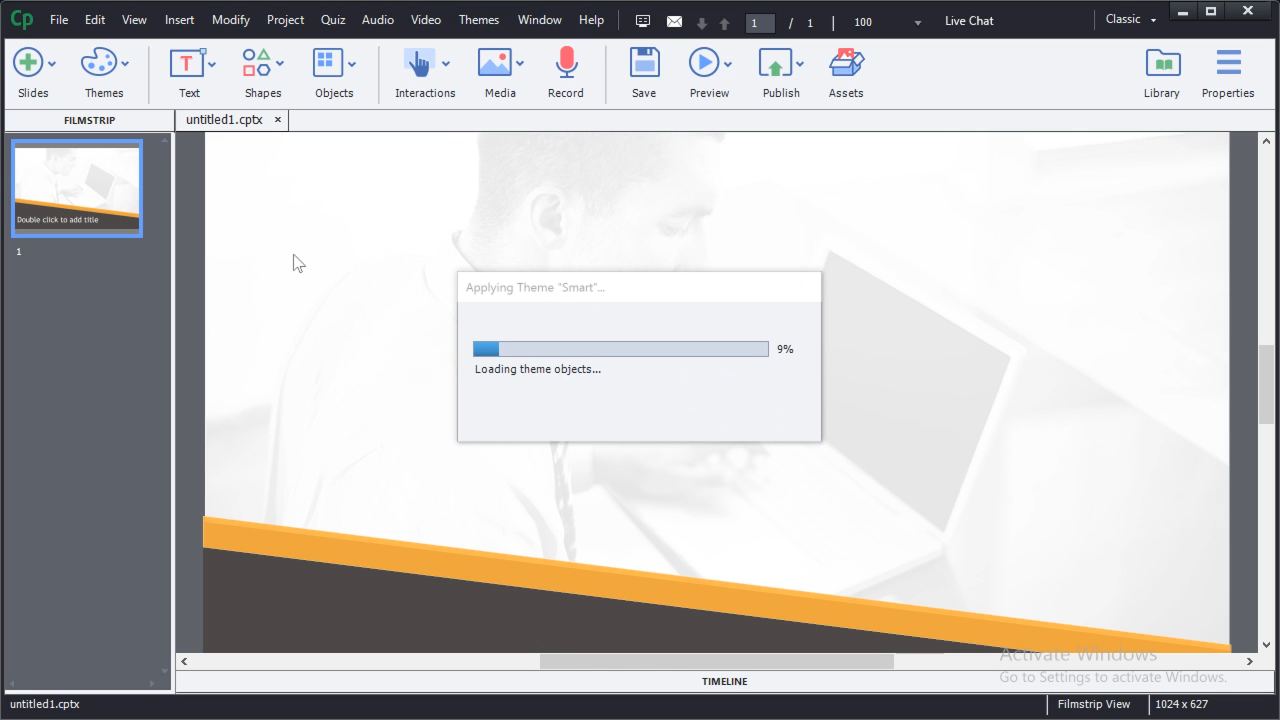 Cp File Edit View Insert Modify Project Quiz Audio Video Themes Window Help 1 / 1 100 Live Chat Classic
Slides Themes Text Shapes Objects Interactions Media Record Save Preview Publish Assets Library Properties
FILMSTRIP untitled1.cptx ×
Double click to add title
1
Applying Theme "Smart"...
9%
Loading theme objects...
Activate Windows
Go to Settings to activate Windows.
TIMELINE
untitled1.cptx Filmstrip View 1024 x 627